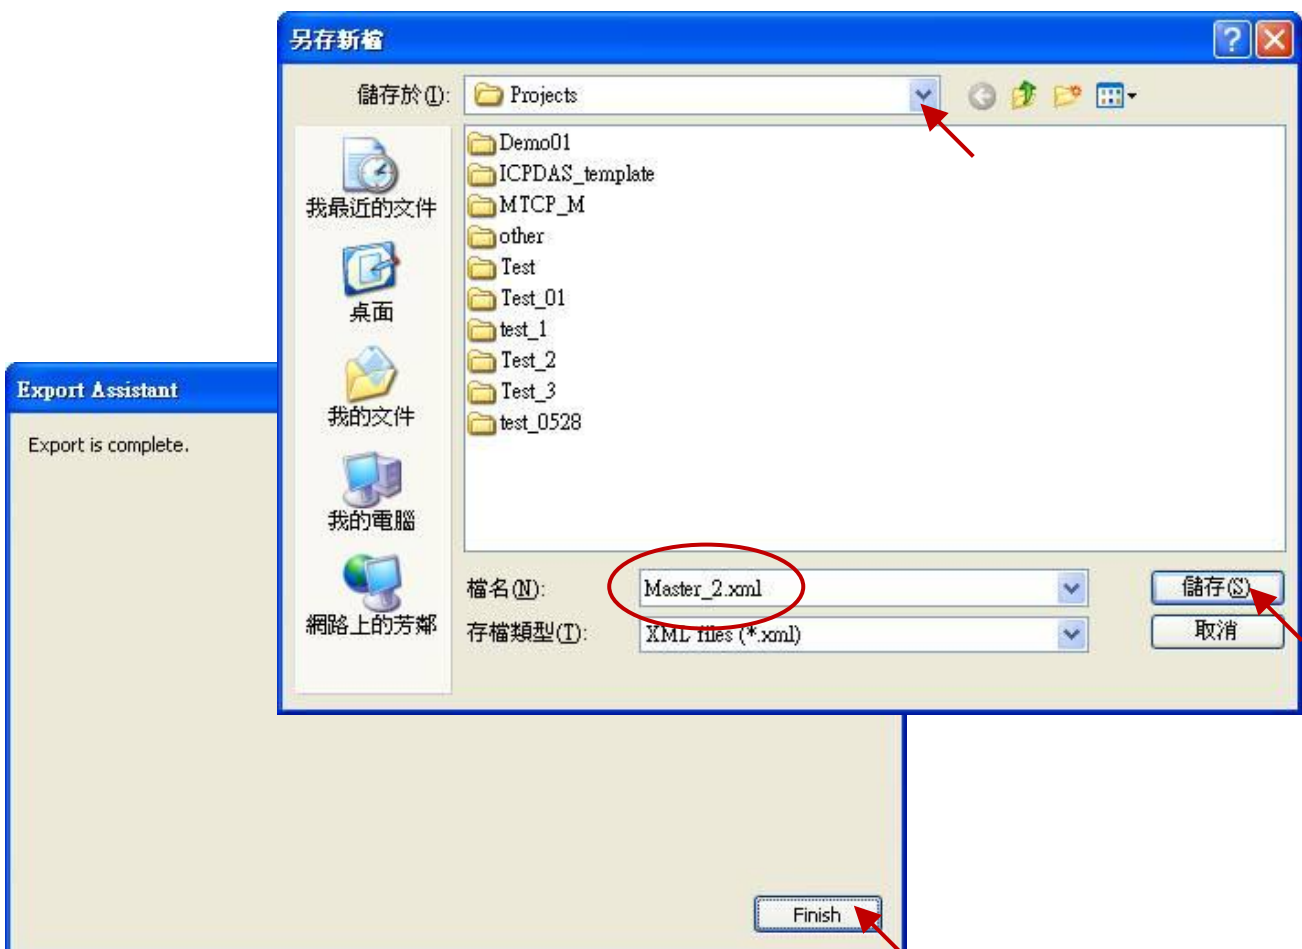 另存新檔
儲存於(I):
Projects
我最近的文件
桌面
我的文件
我的電腦
網路上的芳鄰
Demo01
ICPDAS_template
MTCP_M
other
Test
Test_01
test_1
Test_2
Test_3
test_0528
檔名(N):
Master_2.xml
儲存(S)
存檔類型(T):
XML files (*.xml)
取消
Export Assistant
Export is complete.
Finish